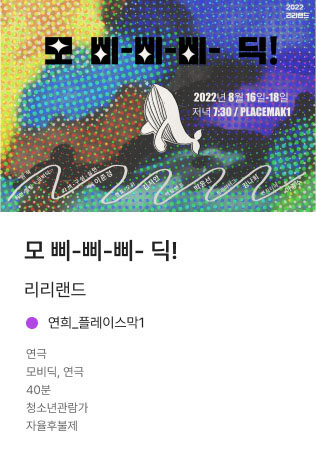 2022
리리랜드
모 삐-삐-삐- 딕!
2022년 8월 16일-18일
저녁 7:30 / PLACEMAK1
모 삐-삐-삐- 딕!
리리랜드
연희_플레이스막1
연극
모비딕, 연극
40분
청소년관람가
자율후불제